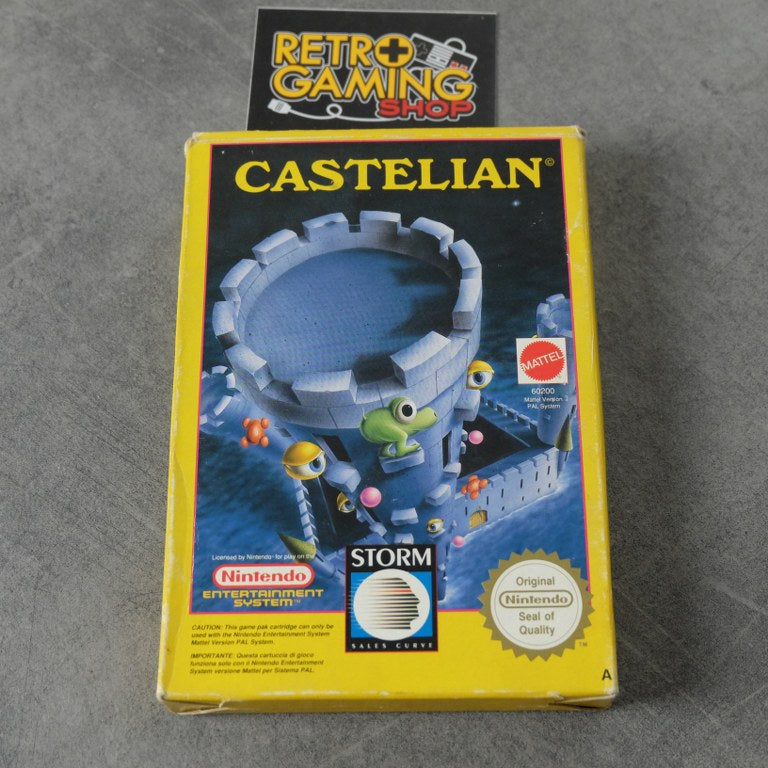 RETRO
GAMING
SHOP
CASTELIAN©
MATTEL
60200
Mattel Version
PAL System
Licensed by Nintendo® for play on the
Nintendo®
ENTERTAINMENT
SYSTEM™
STORM
SALES CURVE
Original
Nintendo
Seal of
Quality
TM
CAUTION: This game pak cartridge can only be
used with the Nintendo Entertainment System
Mattel Version PAL System.
IMPORTANTE: Questa cartuccia di gioco
funziona solo con il Nintendo Entertainment
System versione Mattel per Sistema PAL.
A